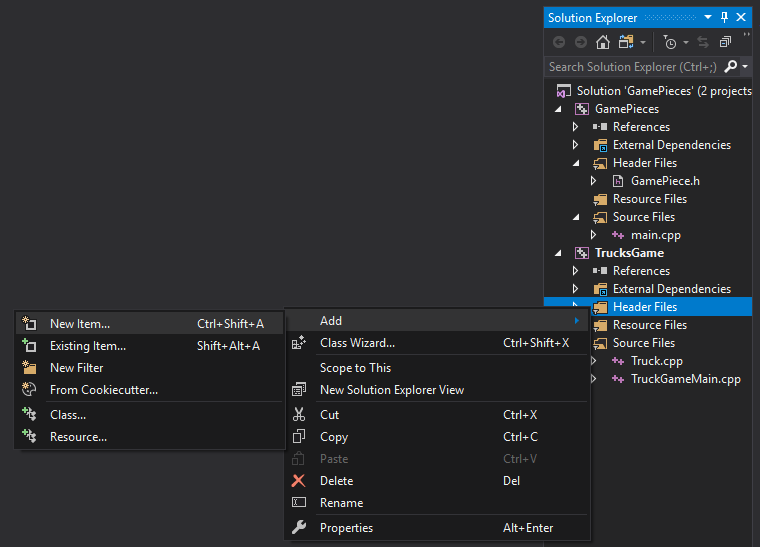 Solution Explorer
Search Solution Explorer (Ctrl+;)
Solution 'GamePieces' (2 projects
GamePieces
References
External Dependencies
Header Files
GamePiece.h
Resource Files
Source Files
main.cpp
TrucksGame
References
External Dependencies
Header Files
Resource Files
Source Files
Truck.cpp
TruckGameMain.cpp
Add
Class Wizard... Ctrl+Shift+X
Scope to This
New Solution Explorer View
Cut Ctrl+X
Copy Ctrl+C
Paste Ctrl+V
Delete Del
Rename
Properties Alt+Enter
New Item... Ctrl+Shift+A
Existing Item... Shift+Alt+A
New Filter
From Cookiecutter...
Class...
Resource...